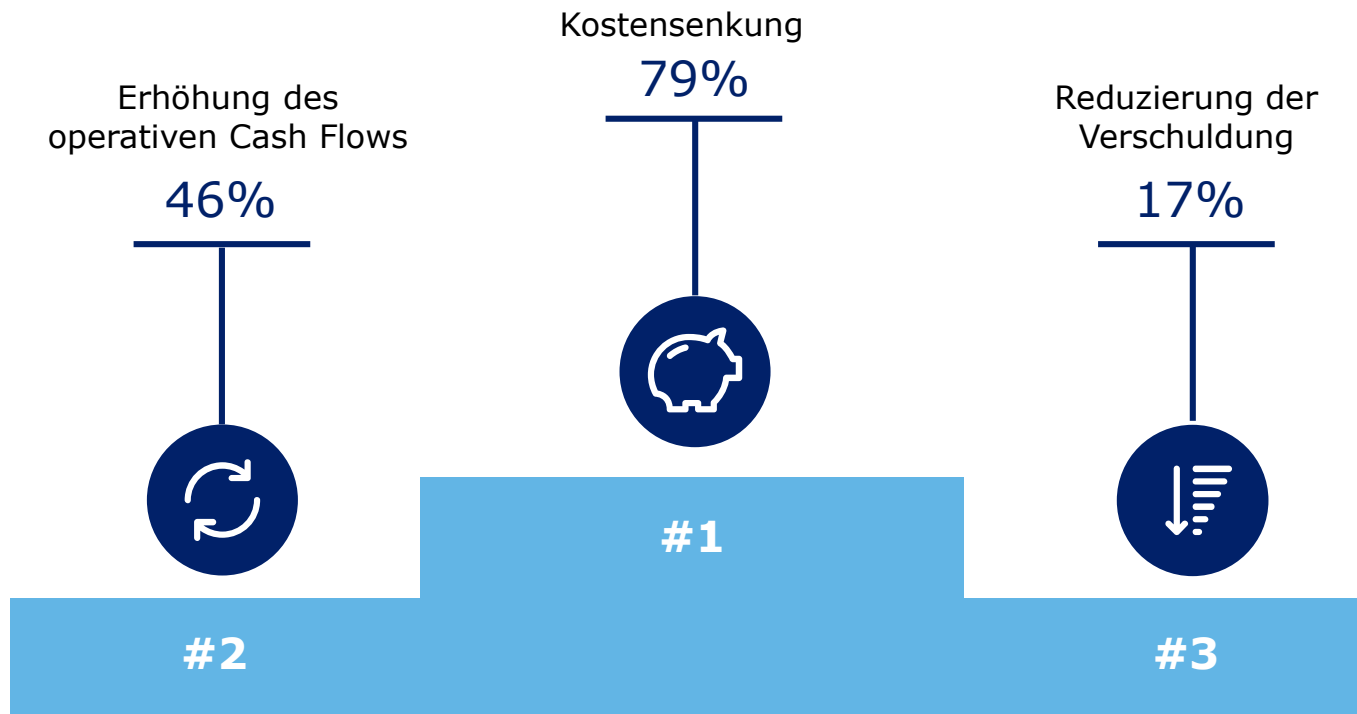 Kostensenkung
79%
Erhöhung des
operativen Cash Flows
46%
Reduzierung der
Verschuldung
17%
#1
#2
#3